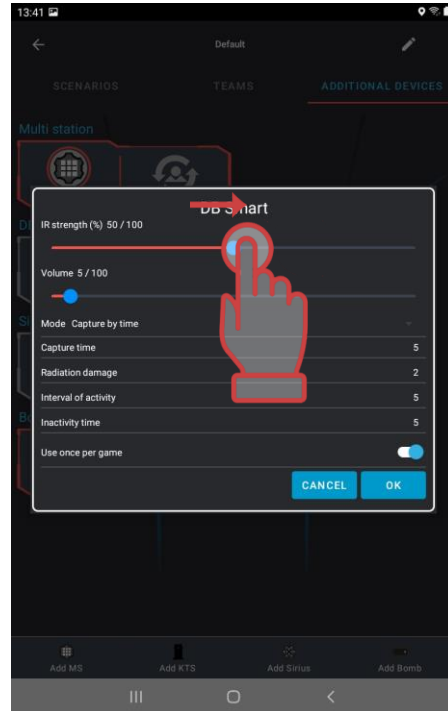 13:41
Default
SCENARIOS TEAMS ADDITIONAL DEVICES
Multi station
DB Smart
IR strength (%) 50 / 100
Volume 5 / 100
Mode Capture by time
Capture time 5
Radiation damage 2
Interval of activity 5
Inactivity time 5
Use once per game
CANCEL OK
Add MS Add KTS Add Sirius Add Bomb